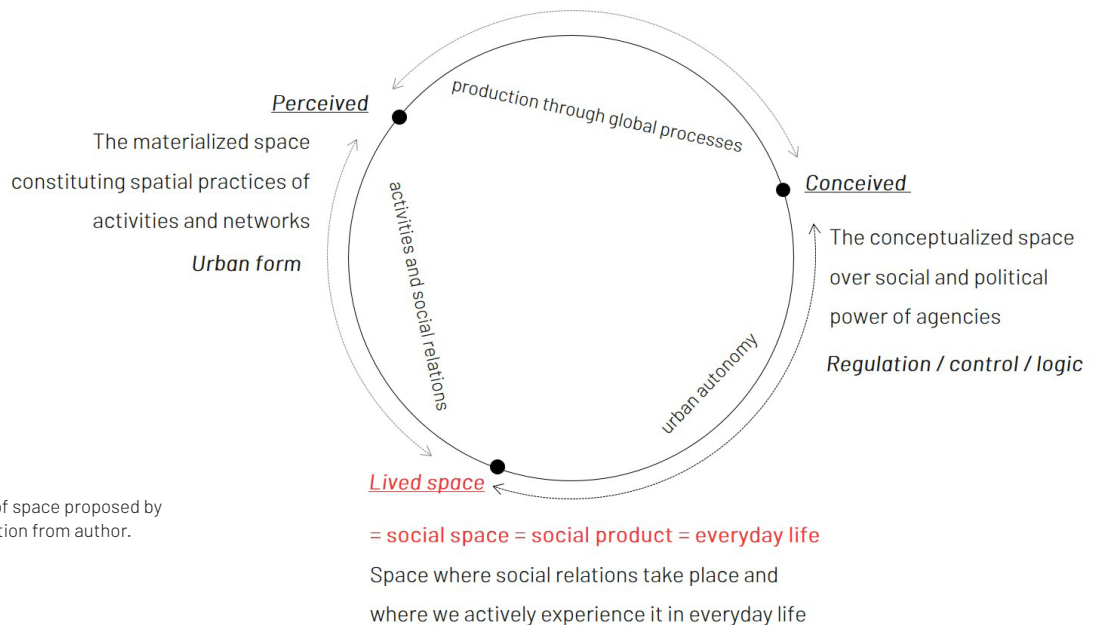 production through global processes
Perceived
The materialized space
constituting spatial practices of
activities and networks
Urban form
activities and social relations
Conceived
The conceptualized space
over social and political
power of agencies
Regulation / control / logic
urban autonomy
Lived space
= social space = social product = everyday life
Space where social relations take place and
where we actively experience it in everyday life
of space proposed by
tion from author.